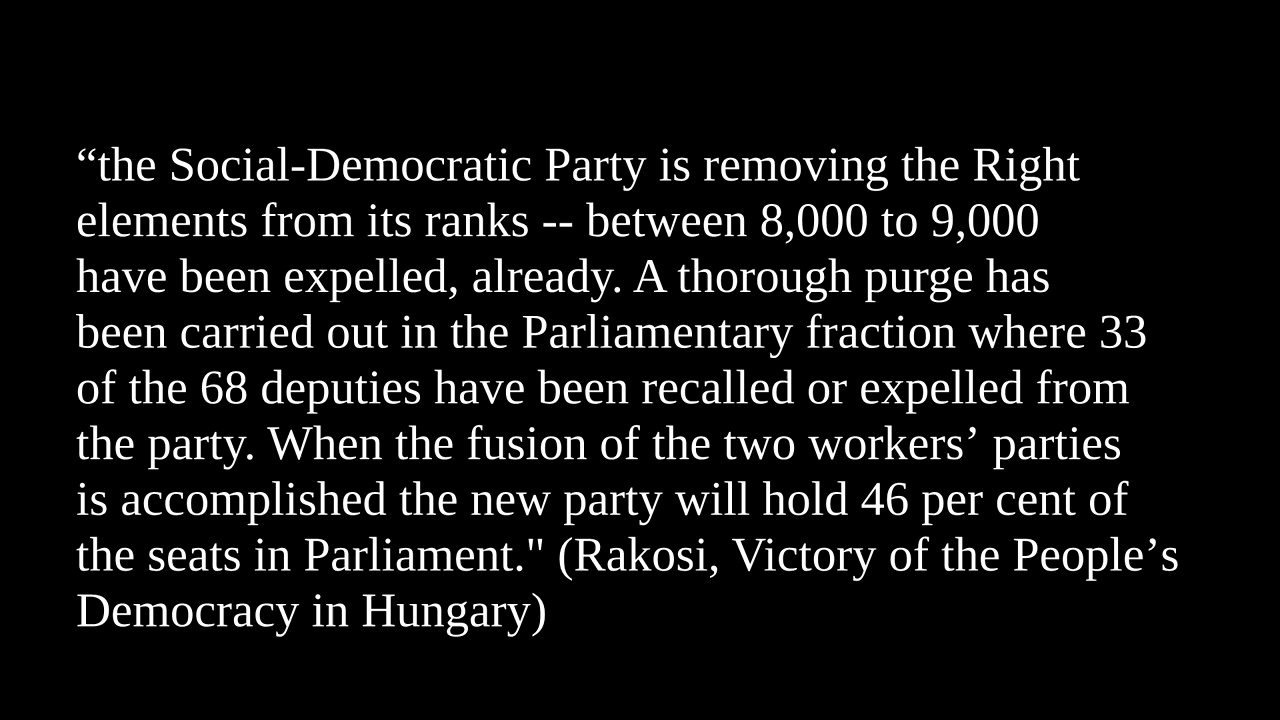 “the Social-Democratic Party is removing the Right
elements from its ranks -- between 8,000 to 9,000
have been expelled, already. A thorough purge has
been carried out in the Parliamentary fraction where 33
of the 68 deputies have been recalled or expelled from
the party. When the fusion of the two workers’ parties
is accomplished the new party will hold 46 per cent of
the seats in Parliament." (Rakosi, Victory of the People’s
Democracy in Hungary)